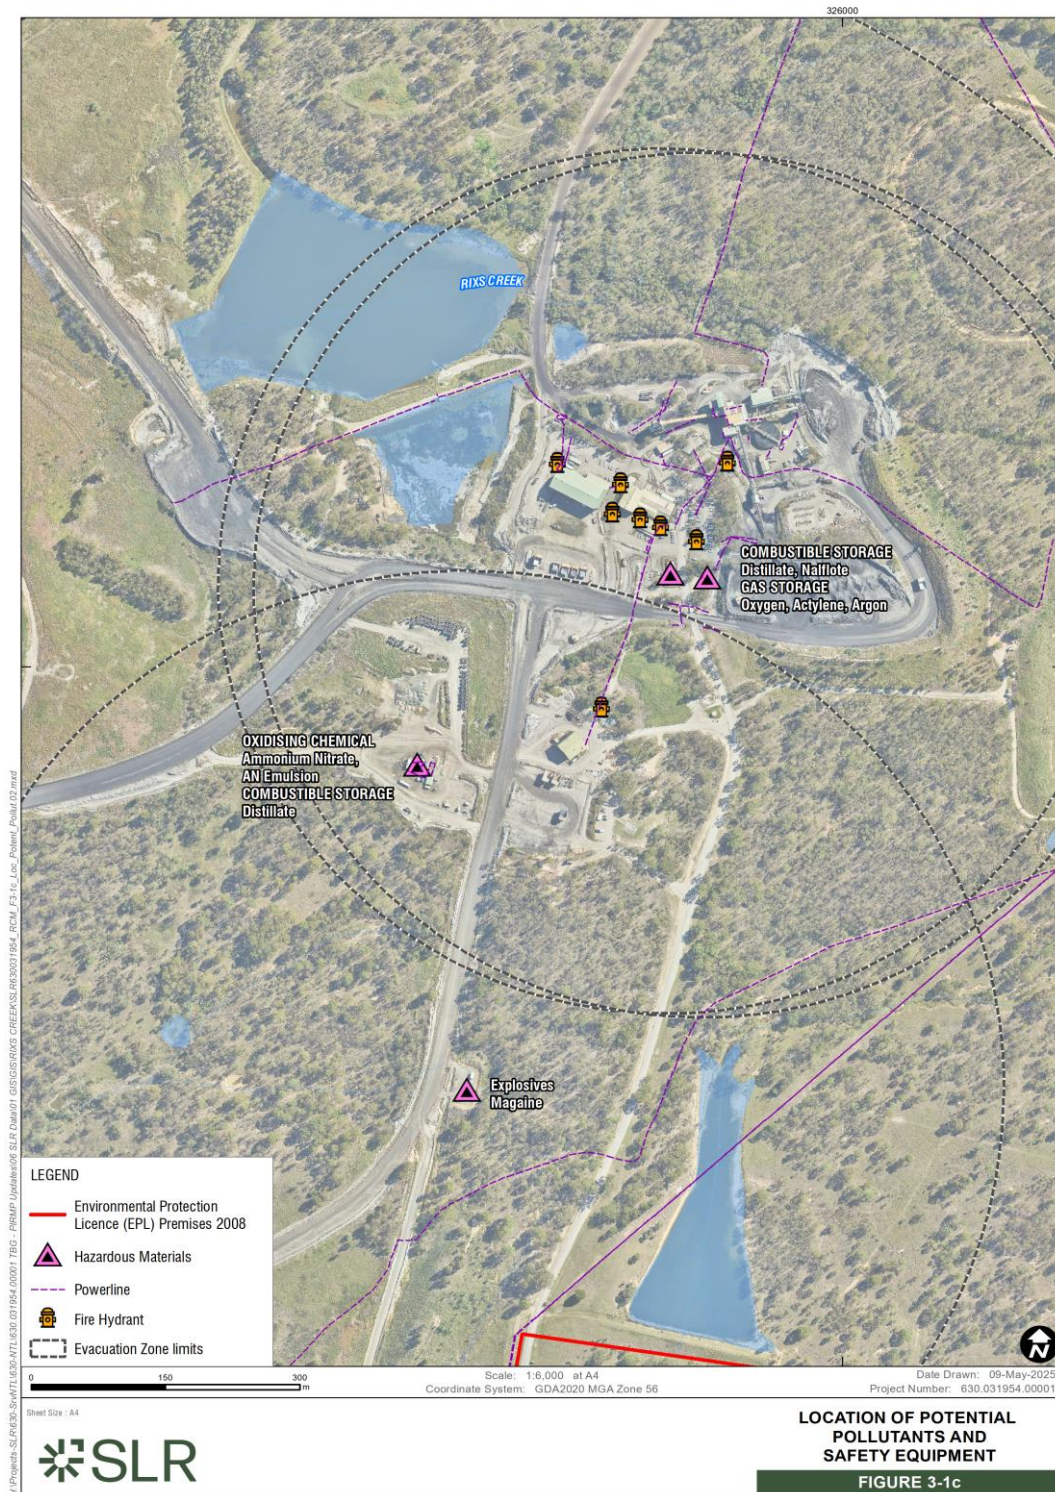 326000
RIXS CREEK
COMBUSTIBLE STORAGE
Distillate, Nalflote
GAS STORAGE
Oxygen, Actylene, Argon
OXIDISING CHEMICAL
Ammonium Nitrate,
AN Emulsion
COMBUSTIBLE STORAGE
Distillate
Explosives
Magaine
LEGEND
Environmental Protection
Licence (EPL) Premises 2008
Hazardous Materials
Powerline
Fire Hydrant
Evacuation Zone limits
N
0 150 300
m
Scale: 1:6,000 at A4
Coordinate System: GDA2020 MGA Zone 56
Date Drawn: 09-May-2025
Project Number: 630.031954.00001
Sheet Size : A4
SLR
LOCATION OF POTENTIAL
POLLUTANTS AND
SAFETY EQUIPMENT
FIGURE 3-1c